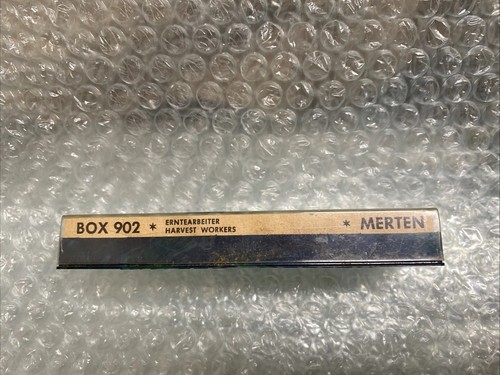 BOX 902 * ERNTEARBEITER
HARVEST WORKERS * MERTEN